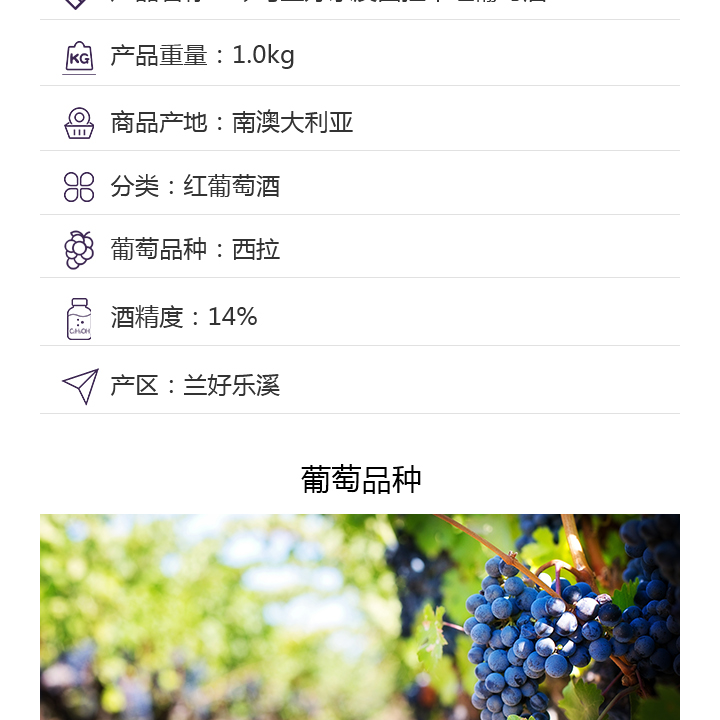 产品重量：1.0kg
KG
商品产地：南澳大利亚
分类：红葡萄酒
葡萄品种：西拉
酒精度：14%
C₂H₅OH
产区：兰好乐溪
葡萄品种